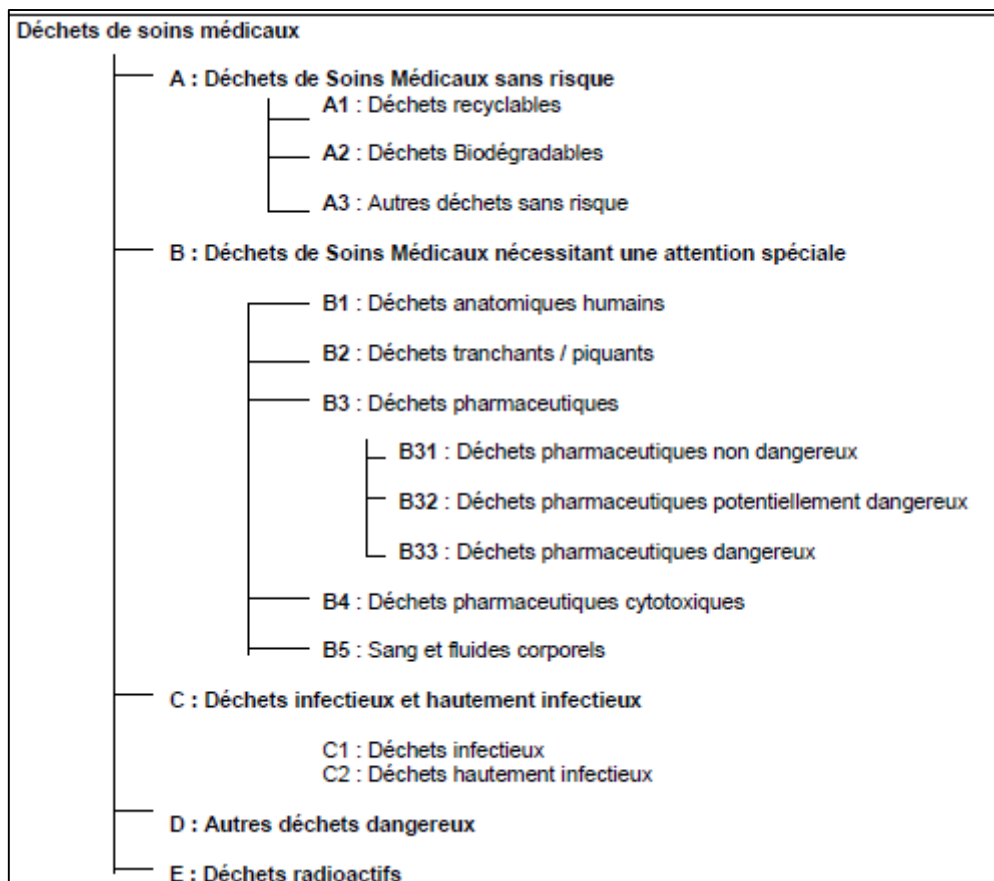 Déchets de soins médicaux
A : Déchets de Soins Médicaux sans risque
A1 : Déchets recyclables
A2 : Déchets Biodégradables
A3 : Autres déchets sans risque
B : Déchets de Soins Médicaux nécessitant une attention spéciale
B1 : Déchets anatomiques humains
B2 : Déchets tranchants / piquants
B3 : Déchets pharmaceutiques
B31 : Déchets pharmaceutiques non dangereux
B32 : Déchets pharmaceutiques potentiellement dangereux
B33 : Déchets pharmaceutiques dangereux
B4 : Déchets pharmaceutiques cytotoxiques
B5 : Sang et fluides corporels
C : Déchets infectieux et hautement infectieux
C1 : Déchets infectieux
C2 : Déchets hautement infectieux
D : Autres déchets dangereux
E : Déchets radioactifs